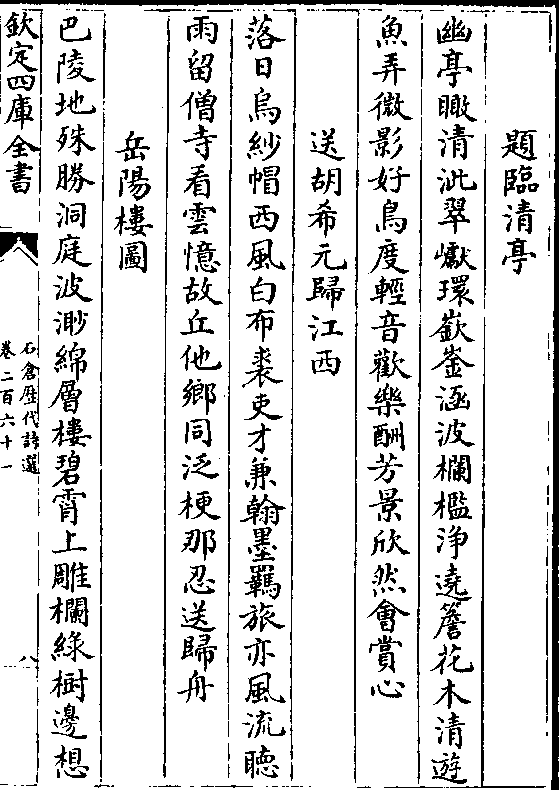 題臨清亭
幽亭瞰清泚翠巘環嶔崟涵波欄檻浄遶簷花木清遊
魚弄微影好鳥度輕音歡樂酬芳景欣然會賞心
送胡希元歸江西
落日烏紗帽西風白布裘吏才兼翰墨羈旅亦風流聴
雨留僧寺看雲憶故丘他鄉同泛梗那忍送歸舟
岳陽樓圖
巴陵地殊勝洞庭波渺綿層樓碧霄上雕欄綠樹邊想
欽定四庫全書
石倉歷代詩選
卷二百六十一
八